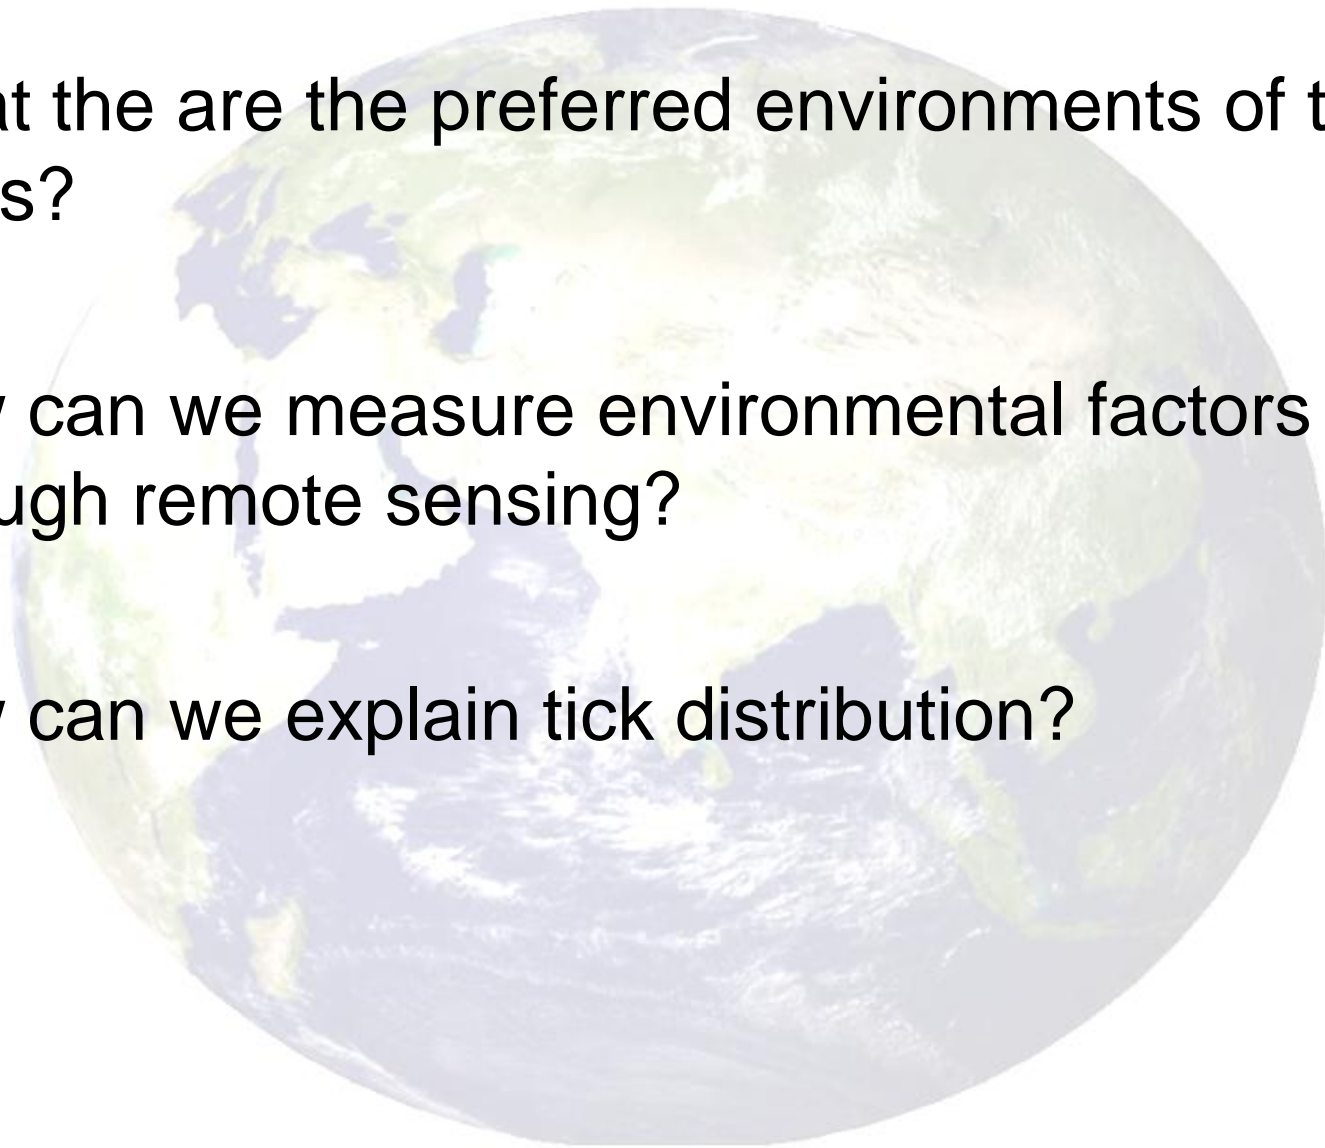 at the are the preferred environments of t
s?
can we measure environmental factors
ugh remote sensing?
can we explain tick distribution?